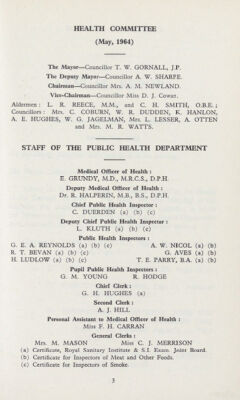 HEALTH COMMITTEE
(May, 1964)
The Mayor—Councillor T. W. GORNALL, J.P.
The Deputy Mayor—Councillor A. W. SHARPE.
Chairman—Councillor Mrs. A. M. NEWLAND.
Vice-Chairman—Councillor Miss D. J. Cowan.
Aldermen: L. R. REECE, M.M., and C. H. SMITH, O.B.E.;
Councillors: Mrs. C. COBURN, W. R. DUDDEN, K. HANLON,
A. E. HUGHES, W. G. JAGELMAN, Mrs. L. LESSER, A. OTTEN
and Mrs. M. R. WATTS.
STAFF OF THE PUBLIC HEALTH DEPARTMENT
Medical Officer of Health:
E. GRUNDY, M.D., M.R.C.S., D.P.H.
Deputy Medical Officer of Health:
Dr. R. HALPERIN, M.B., B.S., D.P.H.
Chief Public Health Inspector:
C. DUERDEN (a) (b) (c)
Deputy Chief Public Health Inspector:
L. KLUTH (a) (b) (c)
Public Health Inspectors:
G. E. A. REYNOLDS (a) (b) (c) A. W. NICOL (a) (b)
R. T. BEVAN (a) (b) (c) G. AVES (a) (b)
H. LUDLOW (a) (b) (c) T. E. PARRY, B.A. (a) (b)
Pupil Public Health Inspectors:
G. M. YOUNG R. HODGE
Chief Clerk:
G. H. HUGHES (a)
Second Clerk:
A. J. HILL
Personal Assistant to Medical Officer of Health:
Miss F. H. CARRAN
General Clerks:
Mrs. M. MASON Miss C. J. MERRISON
(a) Certificate, Royal Sanitary Institute & S.I. Exam. Joint Board.
(b) Certificate for Inspectors of Meat and Other Foods.
(c) Certificate for Inspectors of Smoke.
3